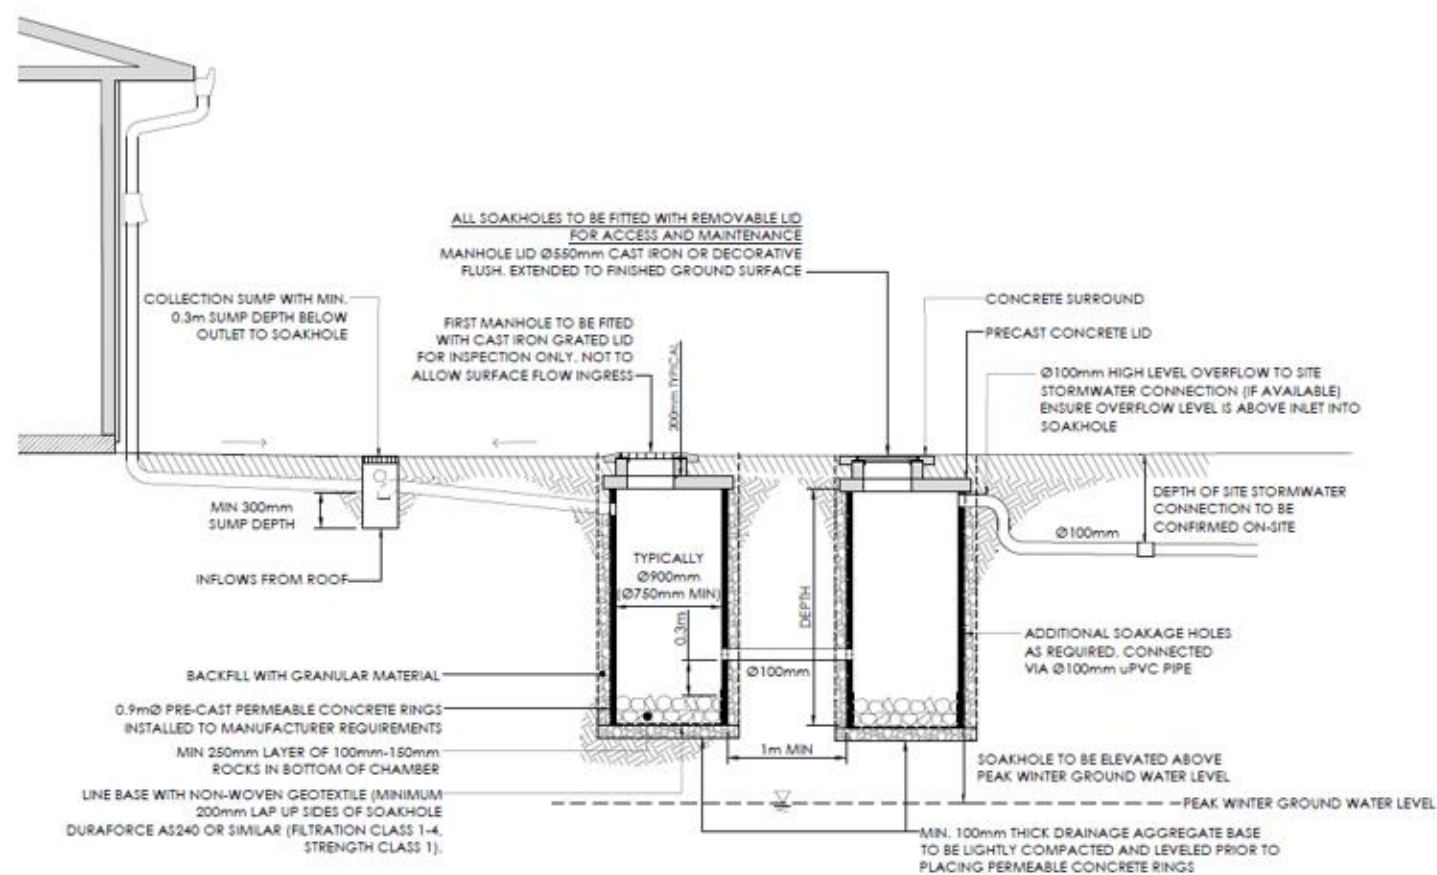 ALL SOAKHOLES TO BE FITTED WITH REMOVABLE LID
FOR ACCESS AND MAINTENANCE
MANHOLE LID Ø550mm CAST IRON OR DECORATIVE
FLUSH. EXTENDED TO FINISHED GROUND SURFACE
COLLECTION SUMP WITH MIN.
0.3m SUMP DEPTH BELOW
OUTLET TO SOAKHOLE
FIRST MANHOLE TO BE FITED
WITH CAST IRON GRATED LID
FOR INSPECTION ONLY. NOT TO
ALLOW SURFACE FLOW INGRESS
200mm TYPICAL
CONCRETE SURROUND
PRECAST CONCRETE LID
Ø100mm HIGH LEVEL OVERFLOW TO SITE
STORMWATER CONNECTION (IF AVAILABLE)
ENSURE OVERFLOW LEVEL IS ABOVE INLET INTO
SOAKHOLE
MIN 300mm
SUMP DEPTH
INFLOWS FROM ROOF
TYPICALLY
Ø900mm
(Ø750mm MIN)
0.3m
DEPTH
Ø100mm
DEPTH OF SITE STORMWATER
CONNECTION TO BE
CONFIRMED ON-SITE
Ø100mm
ADDITIONAL SOAKAGE HOLES
AS REQUIRED. CONNECTED
VIA Ø100mm uPVC PIPE
BACKFILL WITH GRANULAR MATERIAL
0.9mØ PRE-CAST PERMEABLE CONCRETE RINGS
INSTALLED TO MANUFACTURER REQUIREMENTS
MIN 250mm LAYER OF 100mm-150mm
ROCKS IN BOTTOM OF CHAMBER
LINE BASE WITH NON-WOVEN GEOTEXTILE (MINIMUM
200mm LAP UP SIDES OF SOAKHOLE
DURAFORCE AS240 OR SIMILAR (FILTRATION CLASS 1-4,
STRENGTH CLASS 1).
1m MIN
SOAKHOLE TO BE ELEVATED ABOVE
PEAK WINTER GROUND WATER LEVEL
PEAK WINTER GROUND WATER LEVEL
MIN. 100mm THICK DRAINAGE AGGREGATE BASE
TO BE LIGHTLY COMPACTED AND LEVELED PRIOR TO
PLACING PERMEABLE CONCRETE RINGS